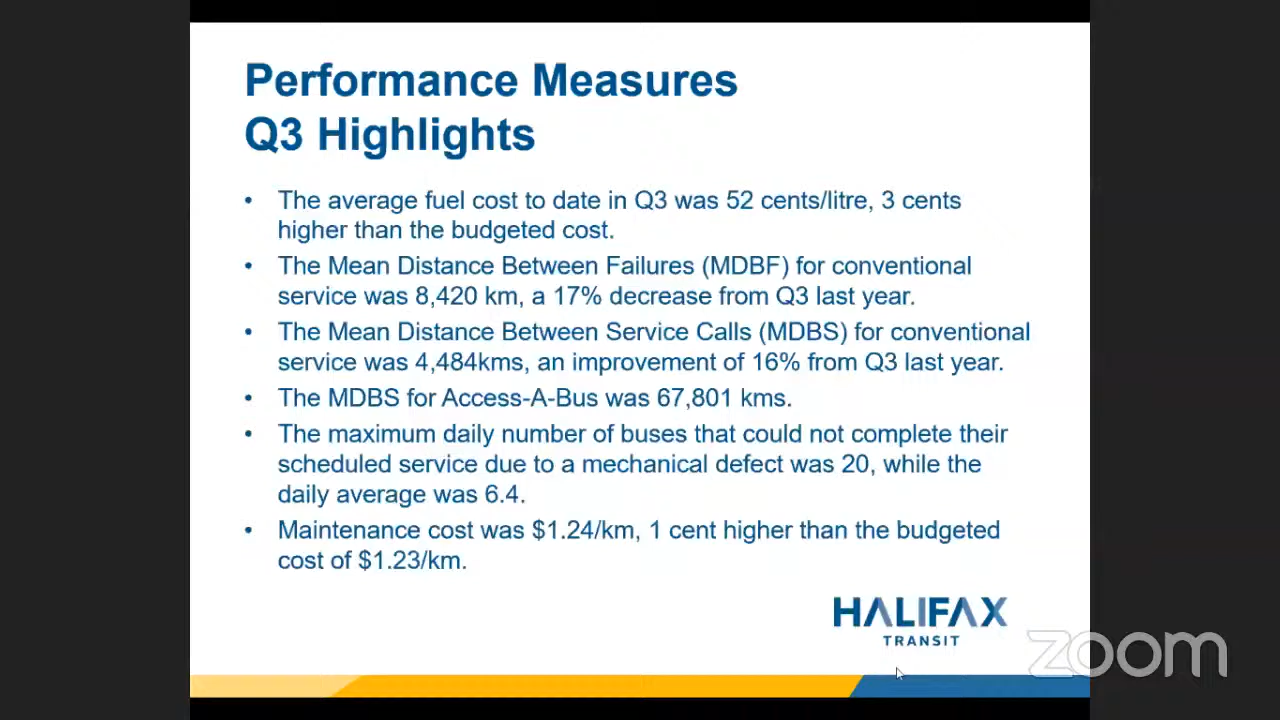 Performance Measures
Q3 Highlights
• The average fuel cost to date in Q3 was 52 cents/litre, 3 cents
higher than the budgeted cost.
• The Mean Distance Between Failures (MDBF) for conventional
service was 8,420 km, a 17% decrease from Q3 last year.
• The Mean Distance Between Service Calls (MDBS) for conventional
service was 4,484kms, an improvement of 16% from Q3 last year.
• The MDBS for Access-A-Bus was 67,801 kms.
• The maximum daily number of buses that could not complete their
scheduled service due to a mechanical defect was 20, while the
daily average was 6.4.
• Maintenance cost was $1.24/km, 1 cent higher than the budgeted
cost of $1.23/km.
HALIFAX
TRANSIT
zoom